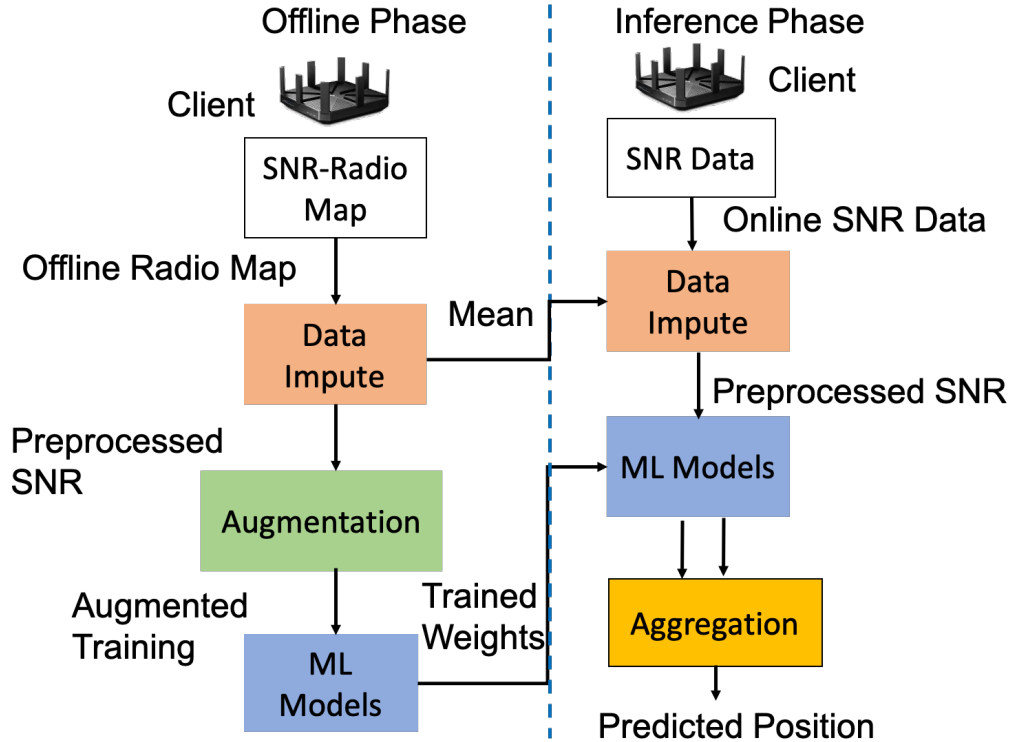 Offline Phase
Client
SNR-Radio
Map
Offline Radio Map
Data
Impute
Mean
Preprocessed
SNR
Augmentation
Augmented
Training
Trained
Weights
ML
Models
Inference Phase
Client
SNR Data
Online SNR Data
Data
Impute
Preprocessed SNR
ML Models
Aggregation
Predicted Position